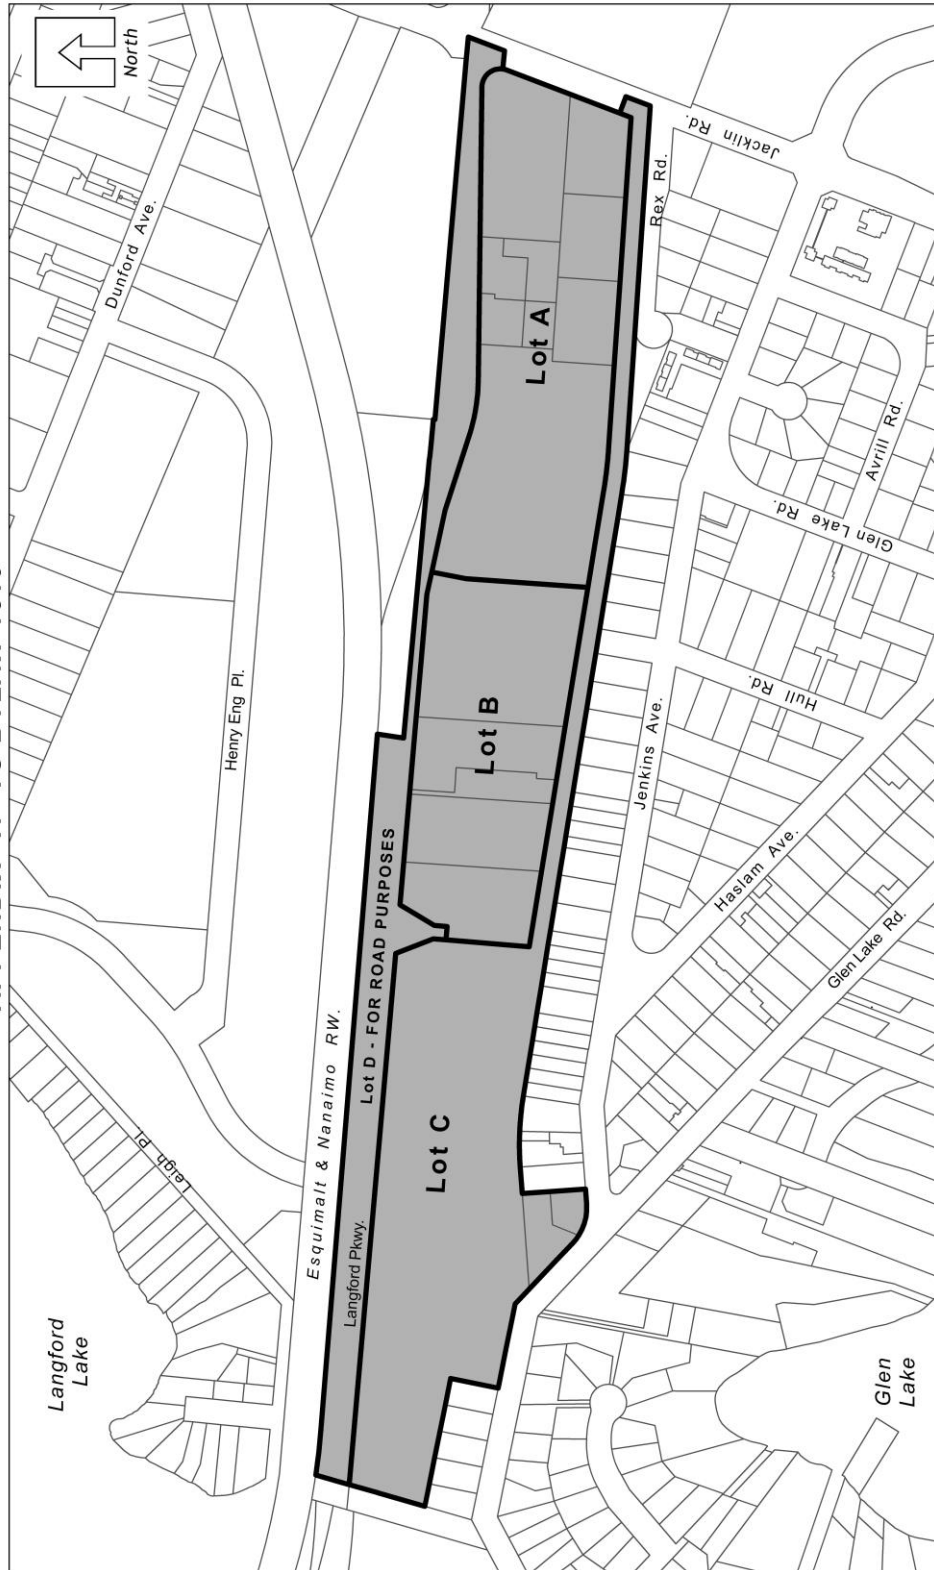 North
Dunford Ave.
Henry Eng Pl.
Leigh Pl.
Langford
Lake
Esquimalt & Nanaimo RW.
Langford Pkwy.
Lot D - FOR ROAD PURPOSES
Lot C
Lot B
Lot A
Jacklin Rd.
Rex Rd.
Avrill Rd.
Glen Lake Rd.
Hull Rd.
Jenkins Ave.
Haslam Ave.
Glen Lake Rd.
Glen
Lake